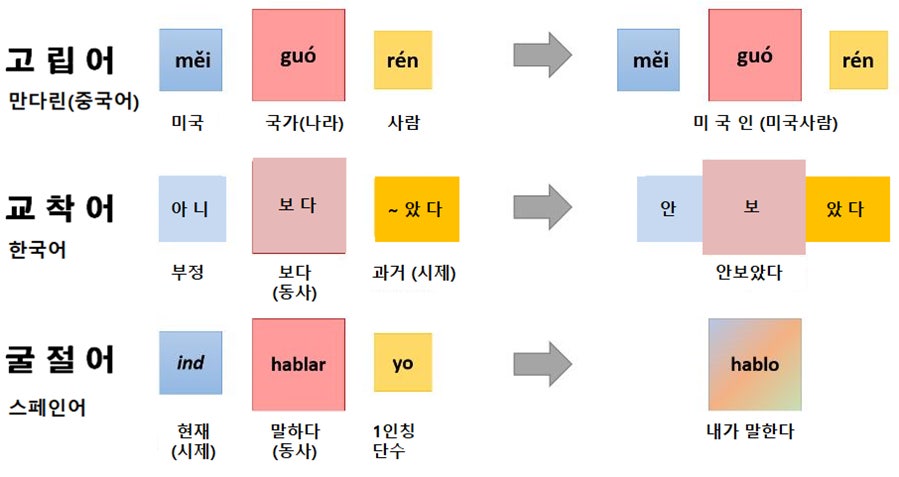 고 립 어
만다린(중국어)
měi
guó
rén
měi
guó
rén
미국
국가(나라)
사람
미 국 인 (미국사람)
교 착 어
한국어
아 니
보 다
~ 았 다
안
보
았 다
부정
보다
(동사)
과거 (시제)
안보았다
굴 절 어
스페인어
ind
hablar
yo
hablo
현재
(시제)
말하다
(동사)
1인칭
단수
내가 말한다